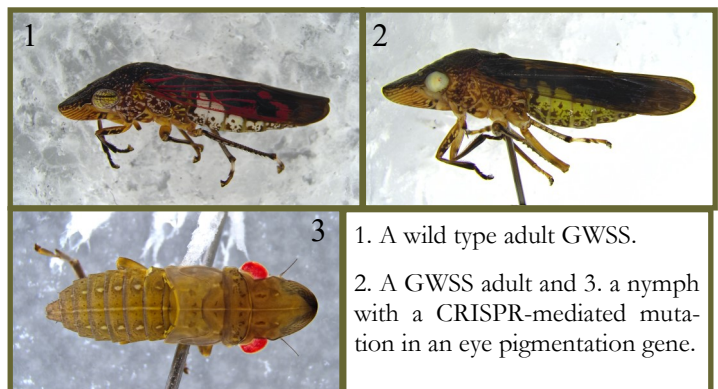 1
2
3
1. A wild type adult GWSS.
2. A GWSS adult and 3. a nymph
with a CRISPR-mediated muta-
tion in an eye pigmentation gene.